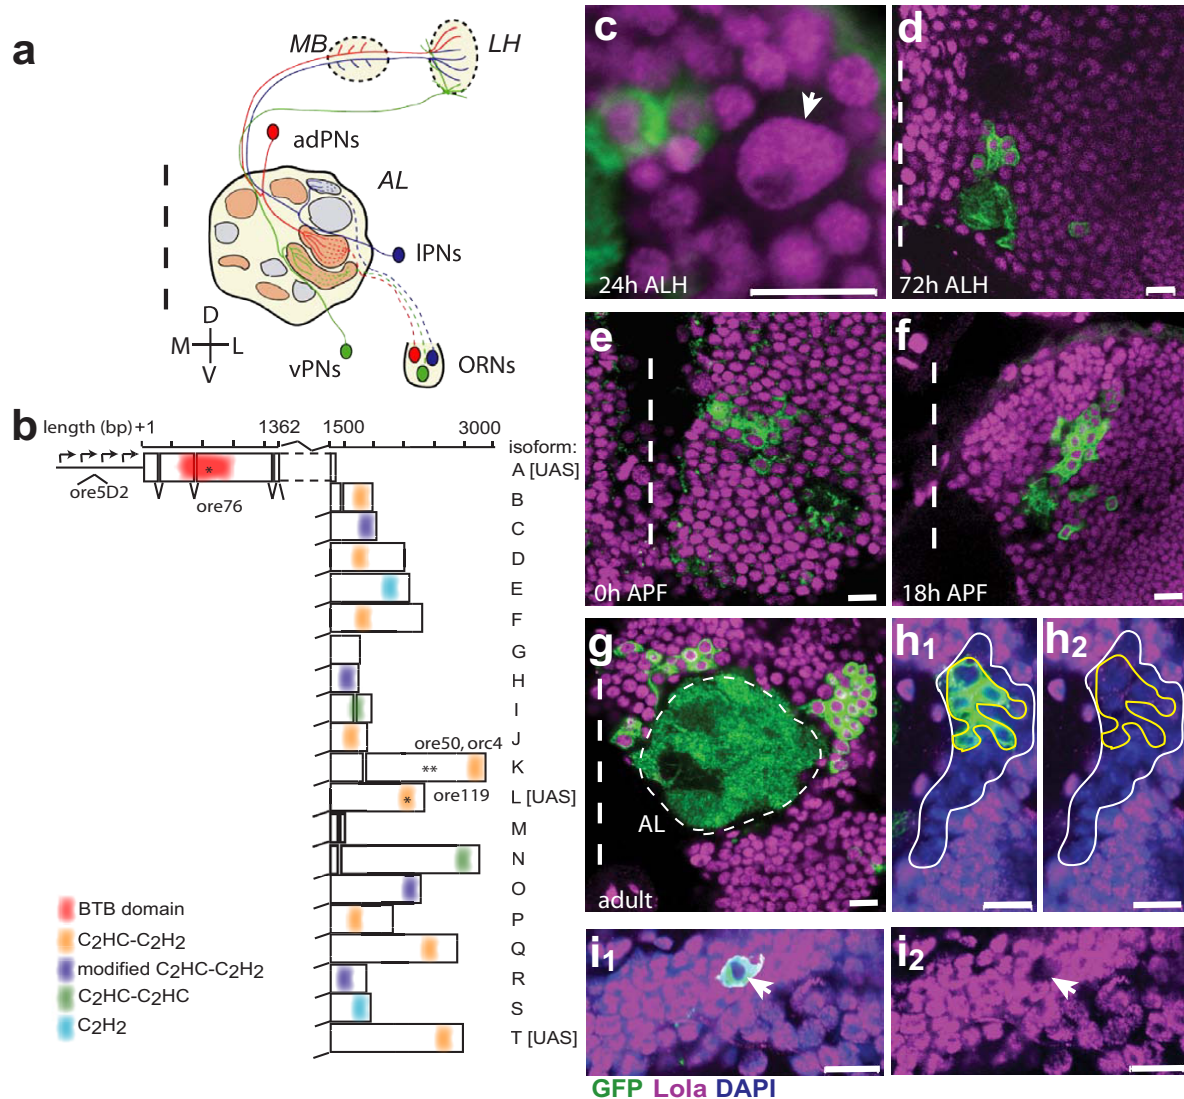 a
MB
LH
adPNs
AL
lPNs
D
M L
V
vPNs
ORNs
b
length (bp) +1 1362 1500 3000 isoform:
ore5D2
*
ore76
A [UAS]
B
C
D
E
F
G
H
I
J
ore50, orc4
** K
ore119
* L [UAS]
M
N
O
P
Q
R
S
T [UAS]
BTB domain
C2HC-C2H2
modified C2HC-C2H2
C2HC-C2HC
C2H2
c
24h ALH
d
72h ALH
e
0h APF
f
18h APF
g
AL
adult
h1
h2
i1
i2
GFP Lola DAPI